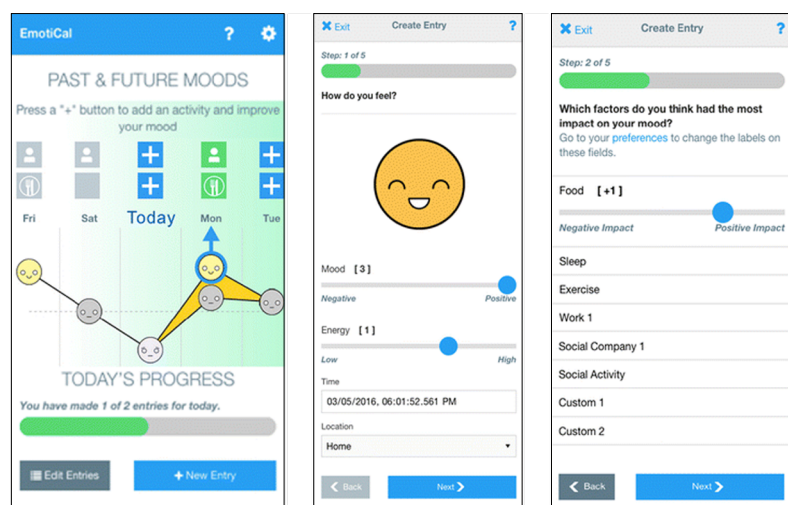 EmotiCal ?
PAST & FUTURE MOODS
Press a "+" button to add an activity and improve
your mood
Fri Sat Today Mon Tue
TODAY'S PROGRESS
You have made 1 of 2 entries for today.
Edit Entries + New Entry
✖ Exit Create Entry ?
Step: 1 of 5
How do you feel?
Mood [ 3 ]
Negative Positive
Energy [ 1 ]
Low High
Time
03/05/2016, 06:01:52.561 PM
Location
Home
Back Next
✖ Exit Create Entry ?
Step: 2 of 5
Which factors do you think had the most
impact on your mood?
Go to your preferences to change the labels on
these fields.
Food [ +1 ]
Negative Impact Positive Impact
Sleep
Exercise
Work 1
Social Company 1
Social Activity
Custom 1
Custom 2
Back Next